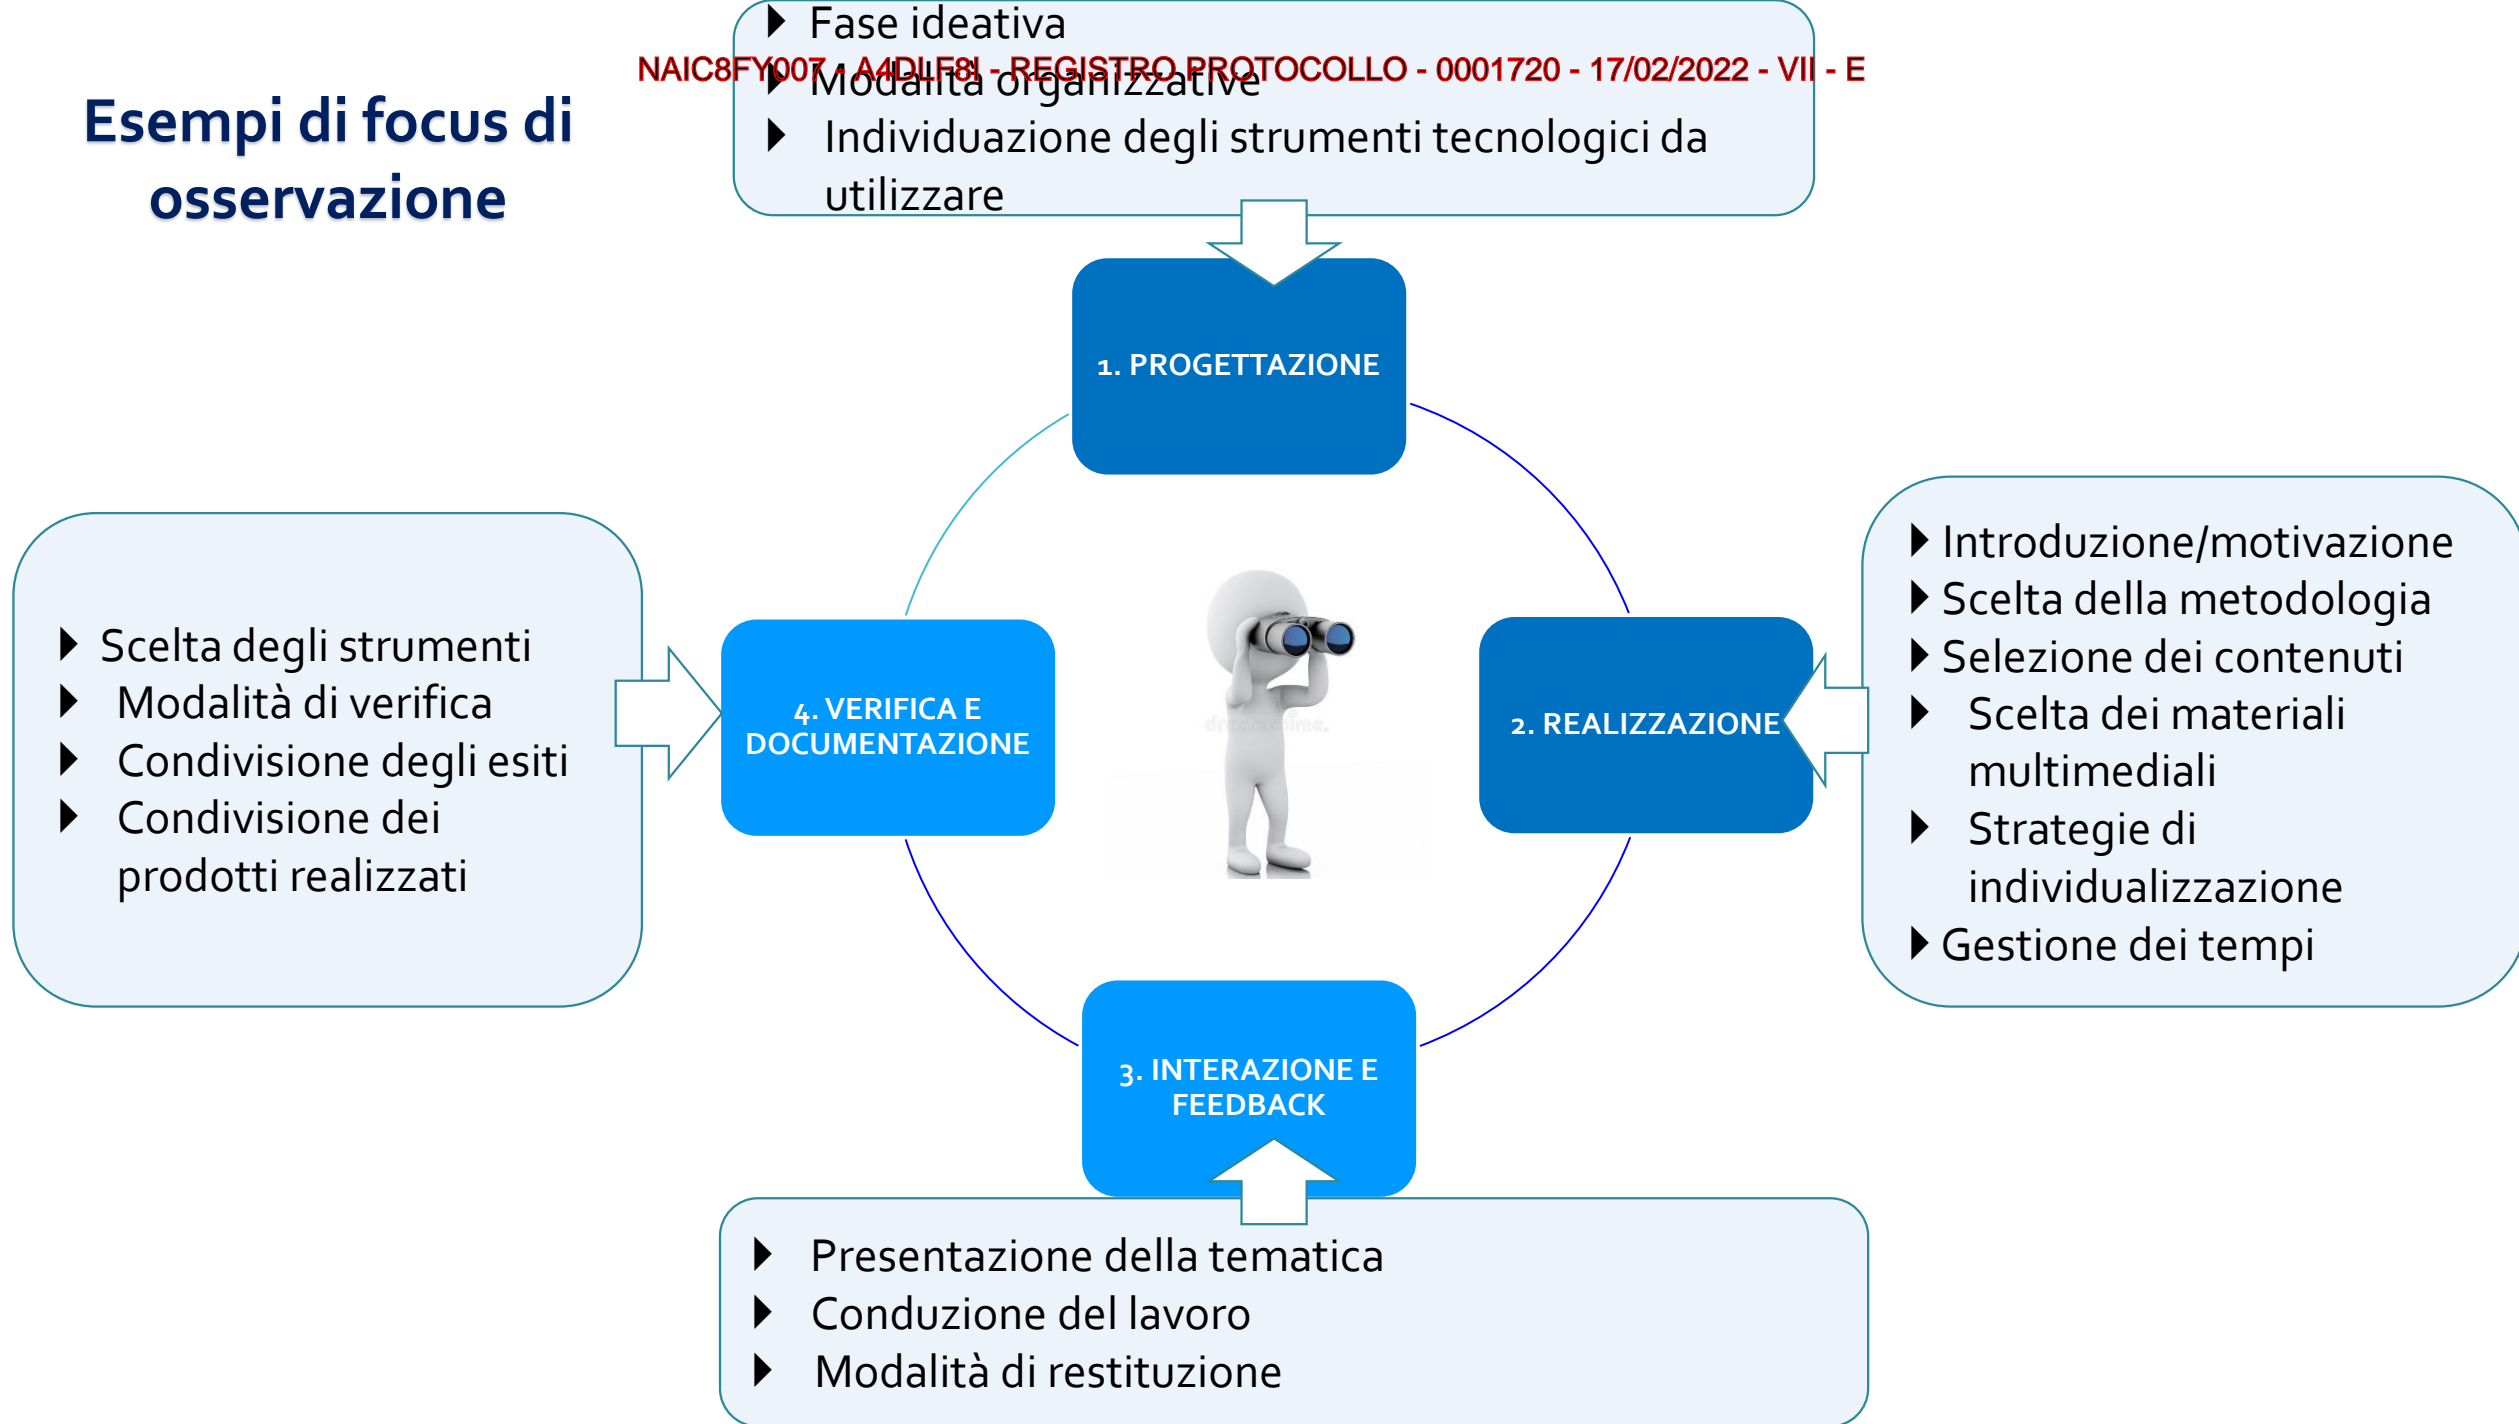 Esempi di focus di
osservazione
Fase ideativa
NAIC8FY007 - A4DLF8I - REGISTRO PROTOCOLLO - 0001720 - 17/02/2022 - VII - E
Modalità organizzative
Individuazione degli strumenti tecnologici da
utilizzare
1. PROGETTAZIONE
Introduzione/motivazione
Scelta della metodologia
Selezione dei contenuti
Scelta dei materiali
multimediali
Strategie di
individualizzazione
Gestione dei tempi
2. REALIZZAZIONE
Scelta degli strumenti
Modalità di verifica
Condivisione degli esiti
Condivisione dei
prodotti realizzati
4. VERIFICA E
DOCUMENTAZIONE
3. INTERAZIONE E
FEEDBACK
Presentazione della tematica
Conduzione del lavoro
Modalità di restituzione